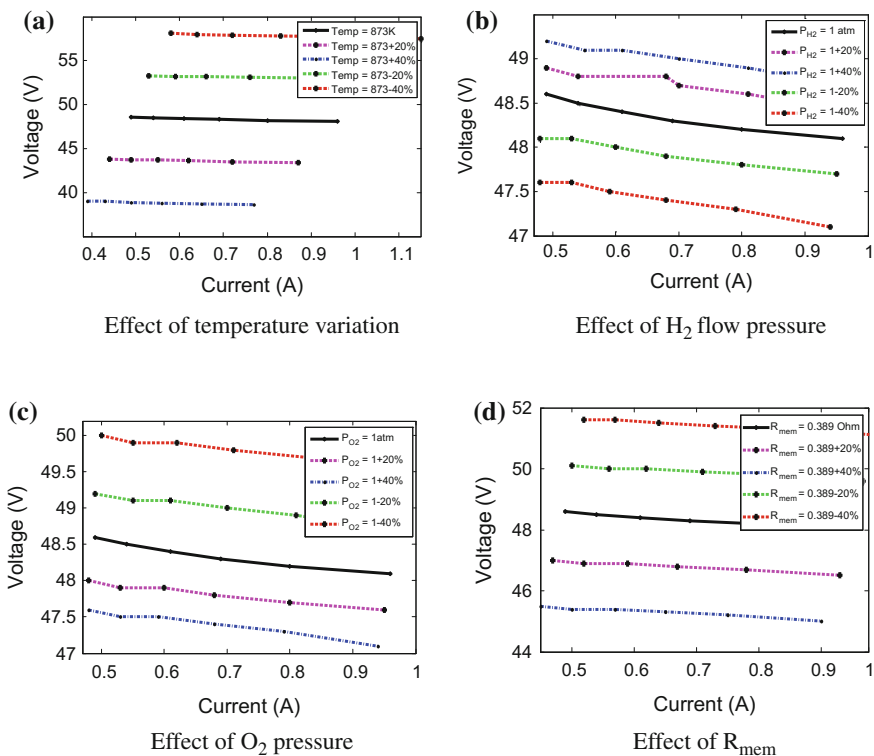 (a)
Temp = 873K
Temp = 873+20%
Temp = 873+40%
Temp = 873-20%
Temp = 873-40%
58
53
48
43
40
Voltage (V)
0.4 0.5 0.6 0.7 0.8 0.9 1 1.1
Current (A)
Effect of temperature variation
(b)
P_H2 = 1 atm
P_H2 = 1+20%
P_H2 = 1+40%
P_H2 = 1-20%
P_H2 = 1-40%
49
48.5
48
47.5
47
Voltage (V)
0.5 0.6 0.7 0.8 0.9 1
Current (A)
Effect of H2 flow pressure
(c)
P_O2 = 1atm
P_O2 = 1+20%
P_O2 = 1+40%
P_O2 = 1-20%
P_O2 = 1-40%
50
49.5
49
48.5
48
47.5
47
Voltage (V)
0.5 0.6 0.7 0.8 0.9 1
Current (A)
Effect of O2 pressure
(d)
R_mem = 0.389 Ohm
R_mem = 0.389+20%
R_mem = 0.389+40%
R_mem = 0.389-20%
R_mem = 0.389-40%
52
50
48
46
44
Voltage (V)
0.5 0.6 0.7 0.8 0.9 1
Current (A)
Effect of R_mem